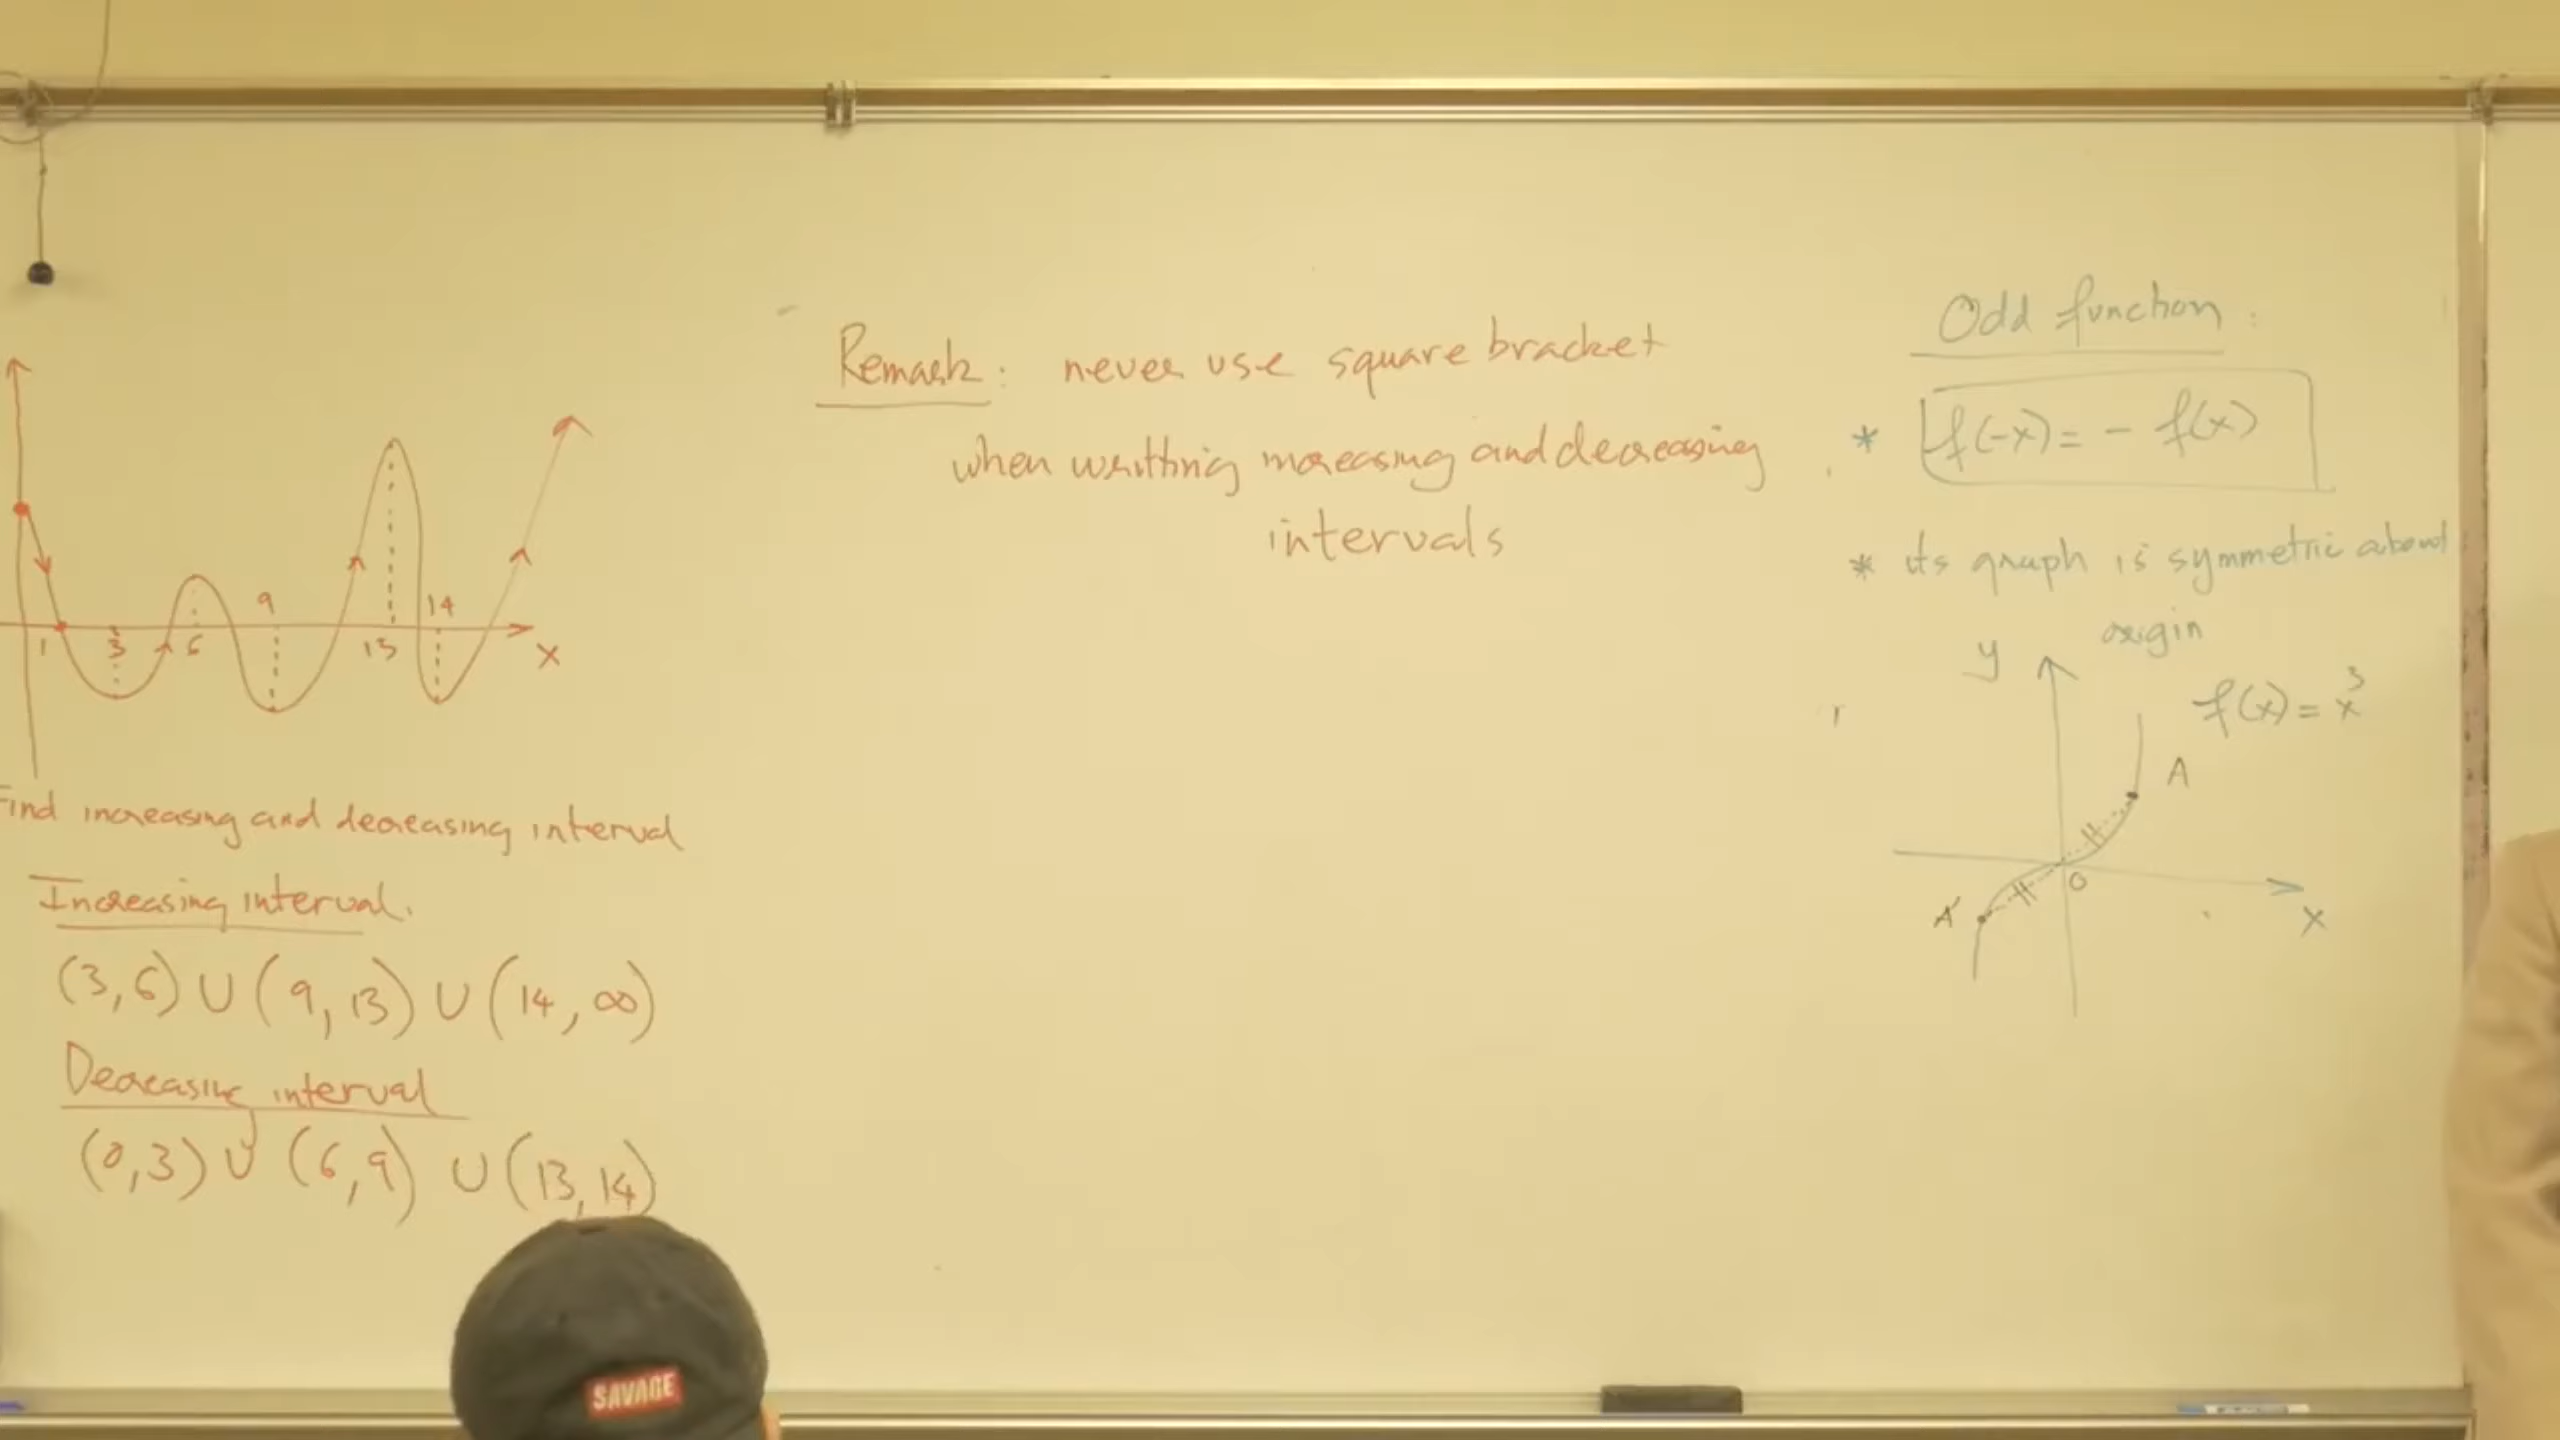 9
14
1
3
6
13
X
Find increasing and decreasing interval
Increasing interval.
(3,6) ∪ (9,13) ∪ (14,∞)
Decreasing interval
(0,3) ∪ (6,9) ∪ (13,14)
Remark: never use square bracket
when writting increasing and decreasing
intervals
Odd function:
* f(-x) = - f(x)
* its graph is symmetric about
origin
y
f(x) = x³
A
O
A'
X
SAVAGE